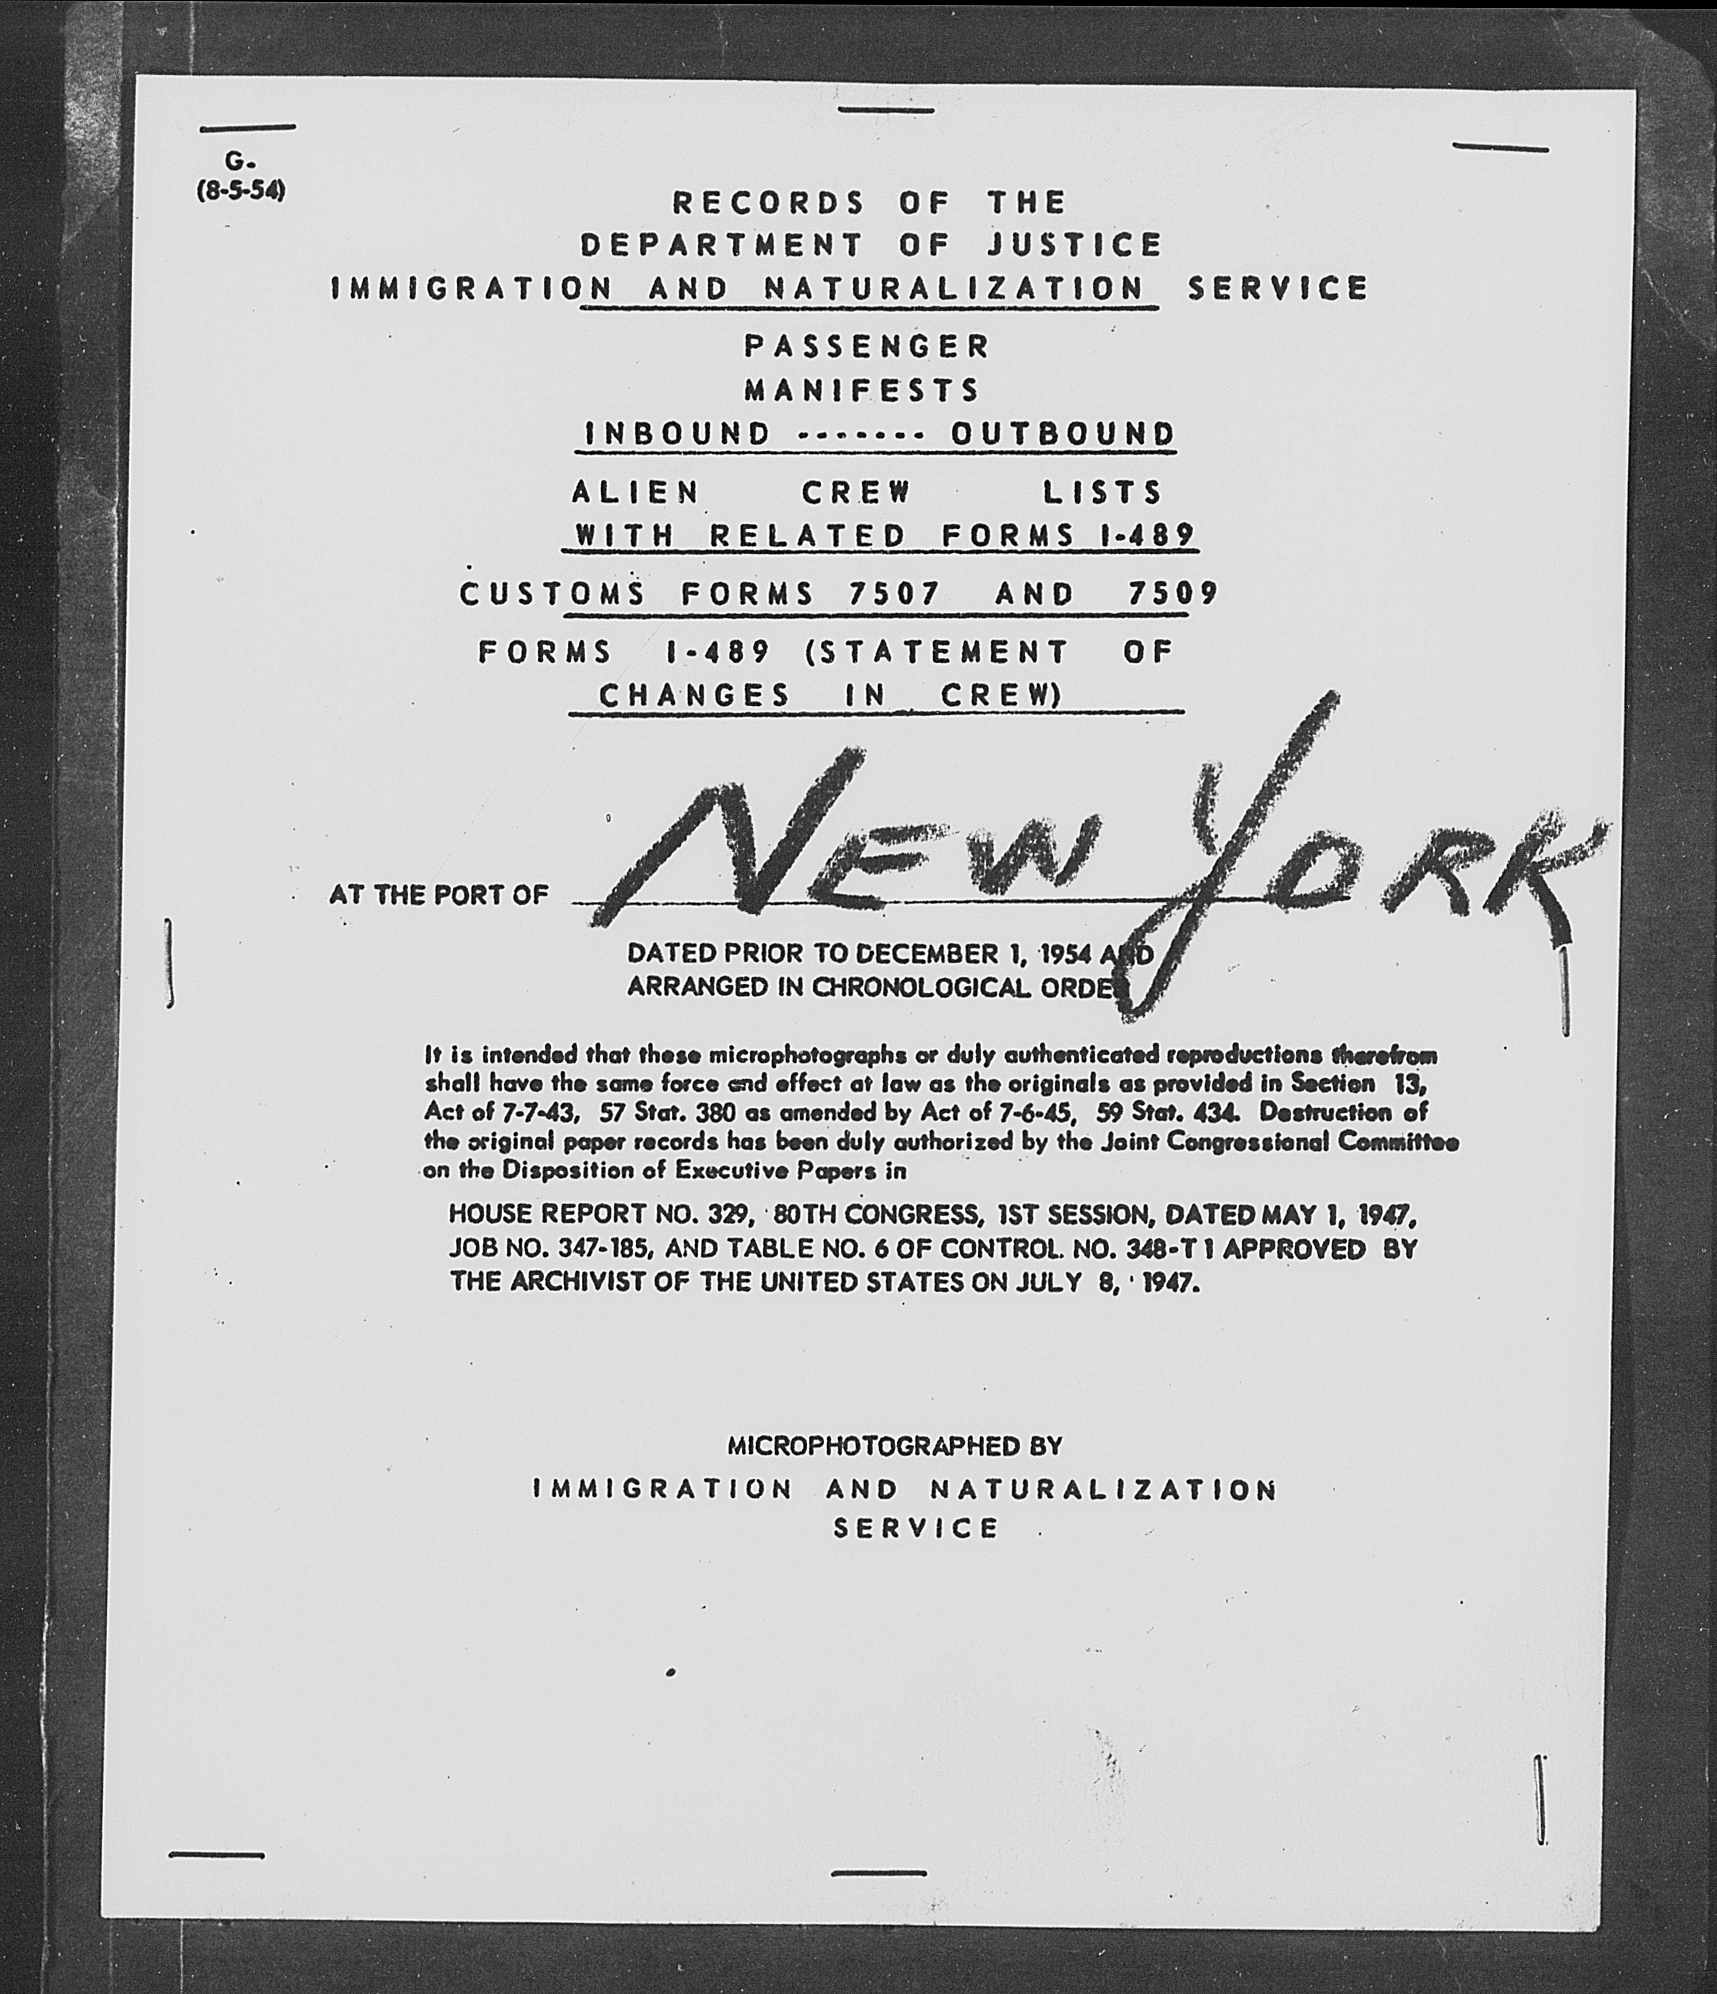 G.
(8-5-54)
RECORDS OF THE
DEPARTMENT OF JUSTICE
IMMIGRATION AND NATURALIZATION SERVICE
PASSENGER
MANIFESTS
INBOUND ------- OUTBOUND
ALIEN CREW LISTS
WITH RELATED FORMS I-489
CUSTOMS FORMS 7507 AND 7509
FORMS I-489 (STATEMENT OF
CHANGES IN CREW)
AT THE PORT OF NEW YORK
DATED PRIOR TO DECEMBER 1, 1954 AND
ARRANGED IN CHRONOLOGICAL ORDER
It is intended that these microphotographs or duly authenticated reproductions therefrom
shall have the same force and effect at law as the originals as provided in Section 13,
Act of 7-7-43, 57 Stat. 380 as amended by Act of 7-6-45, 59 Stat. 434. Destruction of
the original paper records has been duly authorized by the Joint Congressional Committee
on the Disposition of Executive Papers in
HOUSE REPORT NO. 329, 80TH CONGRESS, 1ST SESSION, DATED MAY 1, 1947,
JOB NO. 347-185, AND TABLE NO. 6 OF CONTROL NO. 348-T1 APPROVED BY
THE ARCHIVIST OF THE UNITED STATES ON JULY 8, 1947.
MICROPHOTOGRAPHED BY
IMMIGRATION AND NATURALIZATION
SERVICE